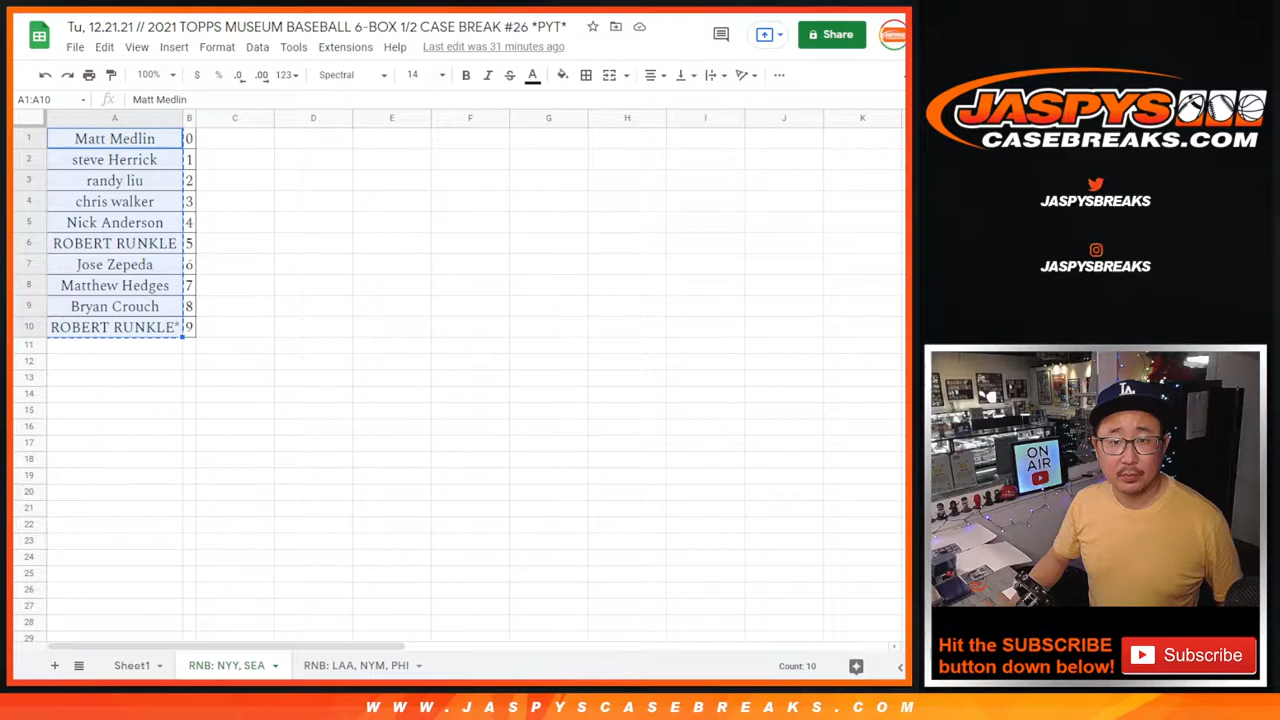 Tu, 12.21.21 // 2021 TOPPS MUSEUM BASEBALL 6-BOX 1/2 CASE BREAK #26 *PYT*
File Edit View Insert Format Data Tools Extensions Help Last edit was 31 minutes ago
Share
100% $ % .0 .00 123 Spectral 14 B I S A
A1:A10 fx Matt Medlin
A B C D E F G H I J K
1 Matt Medlin 0
2 steve Herrick 1
3 randy liu 2
4 chris walker 3
5 Nick Anderson 4
6 ROBERT RUNKLE 5
7 Jose Zepeda 6
8 Matthew Hedges 7
9 Bryan Crouch 8
10 ROBERT RUNKLE* 9
11
12
13
14
15
16
17
18
19
20
21
22
23
24
25
26
27
28
29
Sheet1 RNB: NYY, SEA RNB: LAA, NYM, PHI Count: 10
JASPYS
CASEBREAKS.COM
JASPYSBREAKS
JASPYSBREAKS
LA
ON
AIR
Hit the SUBSCRIBE
button down below!
Subscribe
WWW.JASPYSCASEBREAKS.COM